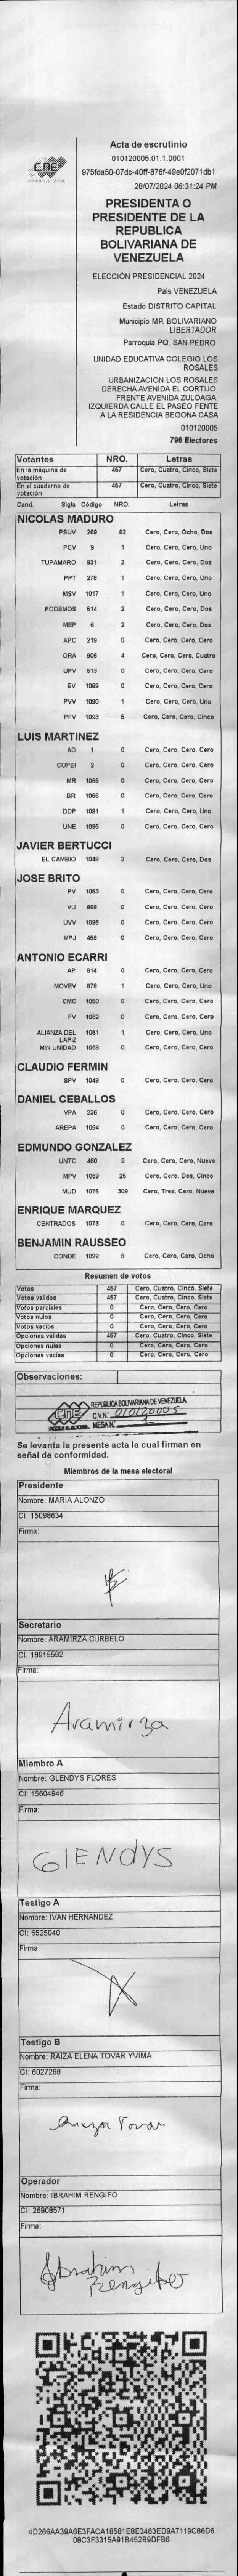 Acta de escrutinio
010120005.01.1.0001
975fda50-07dc-40ff-876f-49e0f2071db1
28/07/2024 06:31:24 PM
PRESIDENTA O
PRESIDENTE DE LA
REPUBLICA
BOLIVARIANA DE
VENEZUELA
ELECCIÓN PRESIDENCIAL 2024
Pais VENEZUELA
Estado DISTRITO CAPITAL
Municipio MP. BOLIVARIANO
LIBERTADOR
Parroquia PQ. SAN PEDRO
UNIDAD EDUCATIVA COLEGIO LOS
ROSALES
URBANIZACION LOS ROSALES
DERECHA AVENIDA EL CORTIJO.
FRENTE AVENIDA ZULOAGA.
IZQUIERDA CALLE EL PASEO FENTE
A LA RESIDENCIA BEGONA CASA
010120005
796 Electores
CNE
Votantes NRO. Letras
En la máquina de votación 457 Cero, Cuatro, Cinco, Siete
En el cuaderno de votación 457 Cero, Cuatro, Cinco, Siete
Cand. Sigla Código NRO. Letras
NICOLAS MADURO
PSUV 269 82 Cero, Cero, Ocho, Dos
PCV 9 1 Cero, Cero, Cero, Uno
TUPAMARO 931 2 Cero, Cero, Cero, Dos
PPT 276 1 Cero, Cero, Cero, Uno
MSV 1017 1 Cero, Cero, Cero, Uno
PODEMOS 614 2 Cero, Cero, Cero, Dos
MEP 6 2 Cero, Cero, Cero, Dos
APC 219 0 Cero, Cero, Cero, Cero
ORA 906 4 Cero, Cero, Cero, Cuatro
UPV 513 0 Cero, Cero, Cero, Cero
EV 1089 0 Cero, Cero, Cero, Cero
PVV 1090 1 Cero, Cero, Cero, Uno
PFV 1093 5 Cero, Cero, Cero, Cinco
LUIS MARTINEZ
AD 1 0 Cero, Cero, Cero, Cero
COPEI 2 0 Cero, Cero, Cero, Cero
MR 1065 0 Cero, Cero, Cero, Cero
BR 1066 0 Cero, Cero, Cero, Cero
DDP 1091 1 Cero, Cero, Cero, Uno
UNE 1095 0 Cero, Cero, Cero, Cero
JAVIER BERTUCCI
EL CAMBIO 1048 2 Cero, Cero, Cero, Dos
JOSE BRITO
PV 1053 0 Cero, Cero, Cero, Cero
VU 868 0 Cero, Cero, Cero, Cero
UVV 1096 0 Cero, Cero, Cero, Cero
MPJ 458 0 Cero, Cero, Cero, Cero
ANTONIO ECARRI
AP 814 0 Cero, Cero, Cero, Cero
MOVEV 878 1 Cero, Cero, Cero, Uno
CMC 1050 0 Cero, Cero, Cero, Cero
FV 1062 0 Cero, Cero, Cero, Cero
ALIANZA DEL LAPIZ 1051 1 Cero, Cero, Cero, Uno
MIN UNIDAD 1068 0 Cero, Cero, Cero, Cero
CLAUDIO FERMIN
SPV 1049 0 Cero, Cero, Cero, Cero
DANIEL CEBALLOS
VPA 236 0 Cero, Cero, Cero, Cero
AREPA 1094 0 Cero, Cero, Cero, Cero
EDMUNDO GONZALEZ
UNTC 460 9 Cero, Cero, Cero, Nueve
MPV 1069 25 Cero, Cero, Dos, Cinco
MUD 1075 309 Cero, Tres, Cero, Nueve
ENRIQUE MARQUEZ
CENTRADOS 1073 0 Cero, Cero, Cero, Cero
BENJAMIN RAUSSEO
CONDE 1092 8 Cero, Cero, Cero, Ocho
Resumen de votos
Votos 457 Cero, Cuatro, Cinco, Siete
Votos validos 457 Cero, Cuatro, Cinco, Siete
Votos parciales 0 Cero, Cero, Cero, Cero
Votos nulos 0 Cero, Cero, Cero, Cero
Votos vacios 0 Cero, Cero, Cero, Cero
Opciones validas 457 Cero, Cuatro, Cinco, Siete
Opciones nulas 0 Cero, Cero, Cero, Cero
Opciones vacias 0 Cero, Cero, Cero, Cero
Observaciones:
CNE REPÚBLICA BOLIVARIANA DE VENEZUELA
C.V.Nº. 010120005
MESA Nº. 1
Se levanta la presente acta la cual firman en
señal de conformidad.
Miembros de la mesa electoral
Presidente
Nombre: MARIA ALONZO
CI: 15098634
Firma:
Secretario
Nombre: ARAMIRZA CURBELO
CI: 18915592
Firma:
Aramirza
Miembro A
Nombre: GLENDYS FLORES
CI: 15604946
Firma:
GlENdYS
Testigo A
Nombre: IVAN HERNANDEZ
CI: 6525040
Firma:
Testigo B
Nombre: RAIZA ELENA TOVAR YVIMA
CI: 6027269
Firma:
Tovar
Operador
Nombre: IBRAHIM RENGIFO
CI: 26908571
Firma:
Ibrahim
Rengifo
4D266AA39A6E3FACA18581E8E3463ED9A7119C86D6
08C3F3315A91B452B9DFB6